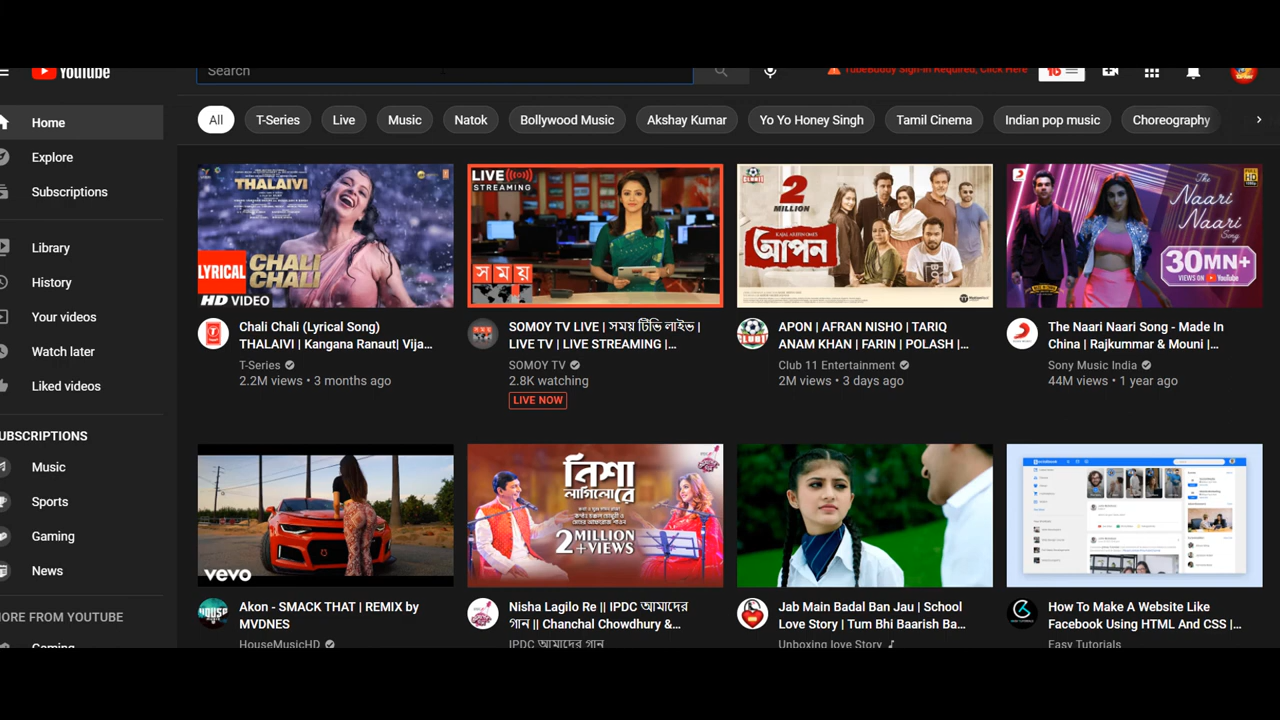 YouTube
Search
TubeBuddy Sign-in Required, Click Here
Home
Explore
Subscriptions
Library
History
Your videos
Watch later
Liked videos
SUBSCRIPTIONS
Music
Sports
Gaming
News
MORE FROM YOUTUBE
Gaming
All
T-Series
Live
Music
Natok
Bollywood Music
Akshay Kumar
Yo Yo Honey Singh
Tamil Cinema
Indian pop music
Choreography
THALAIVI
LYRICAL
CHALI
CHALI
HD VIDEO
Chali Chali (Lyrical Song)
THALAIVI | Kangana Ranaut| Vija...
T-Series
2.2M views • 3 months ago
LIVE
STREAMING
সময়
SOMOY TV LIVE | সময় টিভি লাইভ |
LIVE TV | LIVE STREAMING |...
SOMOY TV
2.8K watching
LIVE NOW
2
MILLION
KAJAL AREFIN OME'S
আপন
APON | AFRAN NISHO | TARIQ
ANAM KHAN | FARIN | POLASH |...
Club 11 Entertainment
2M views • 3 days ago
The
Naari
Naari
Song
30MN+
VIEWS ON YouTube
The Naari Naari Song - Made In
China | Rajkummar & Mouni |...
Sony Music India
44M views • 1 year ago
vevo
Akon - SMACK THAT | REMIX by
MVDNES
HouseMusicHD
নিশা
লাগিলো রে
2MILLION
+VIEWS
Nisha Lagilo Re || IPDC আমাদের
গান || Chanchal Chowdhury &...
IPDC আমাদের গান
Jab Main Badal Ban Jau | School
Love Story | Tum Bhi Baarish Ba...
Unboxing love Story
How To Make A Website Like
Facebook Using HTML And CSS |...
Easy Tutorials